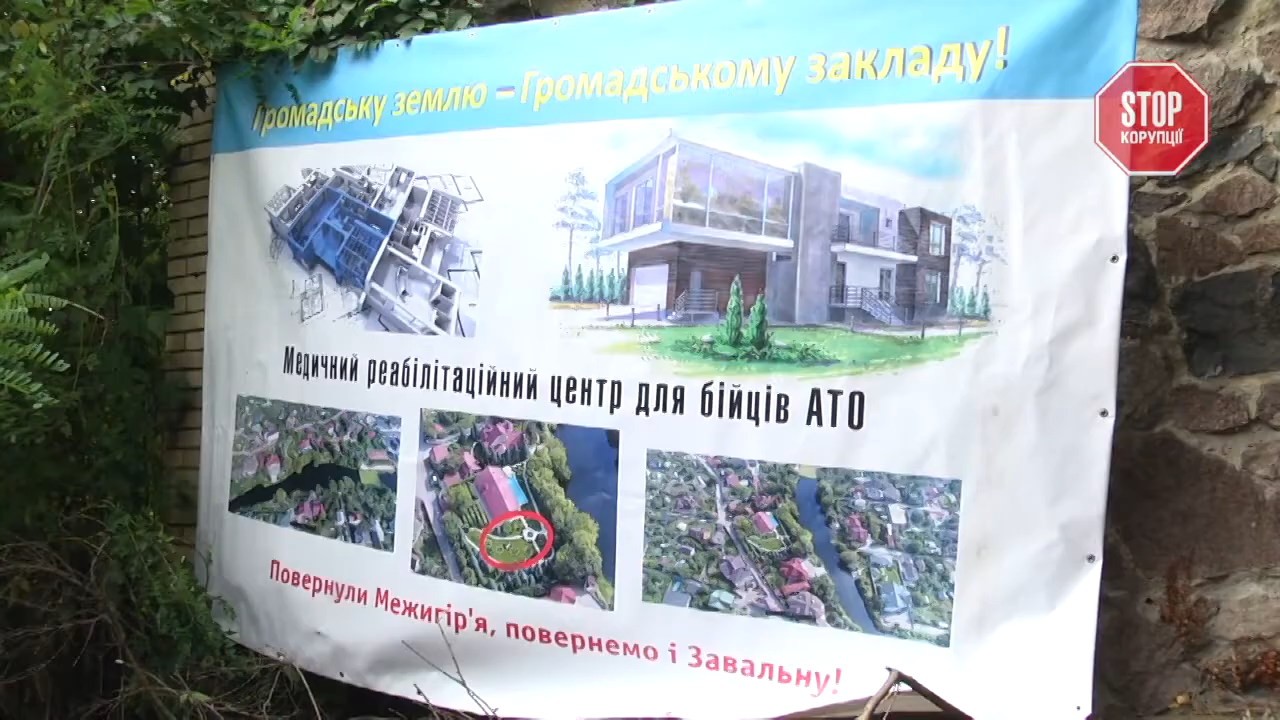 Громадську землю - Громадському закладу!
STOP
КОРУПЦІЇ
Медичний реабілітаційний центр для бійців АТО
Повернули Межигір'я, повернемо і Завальну!